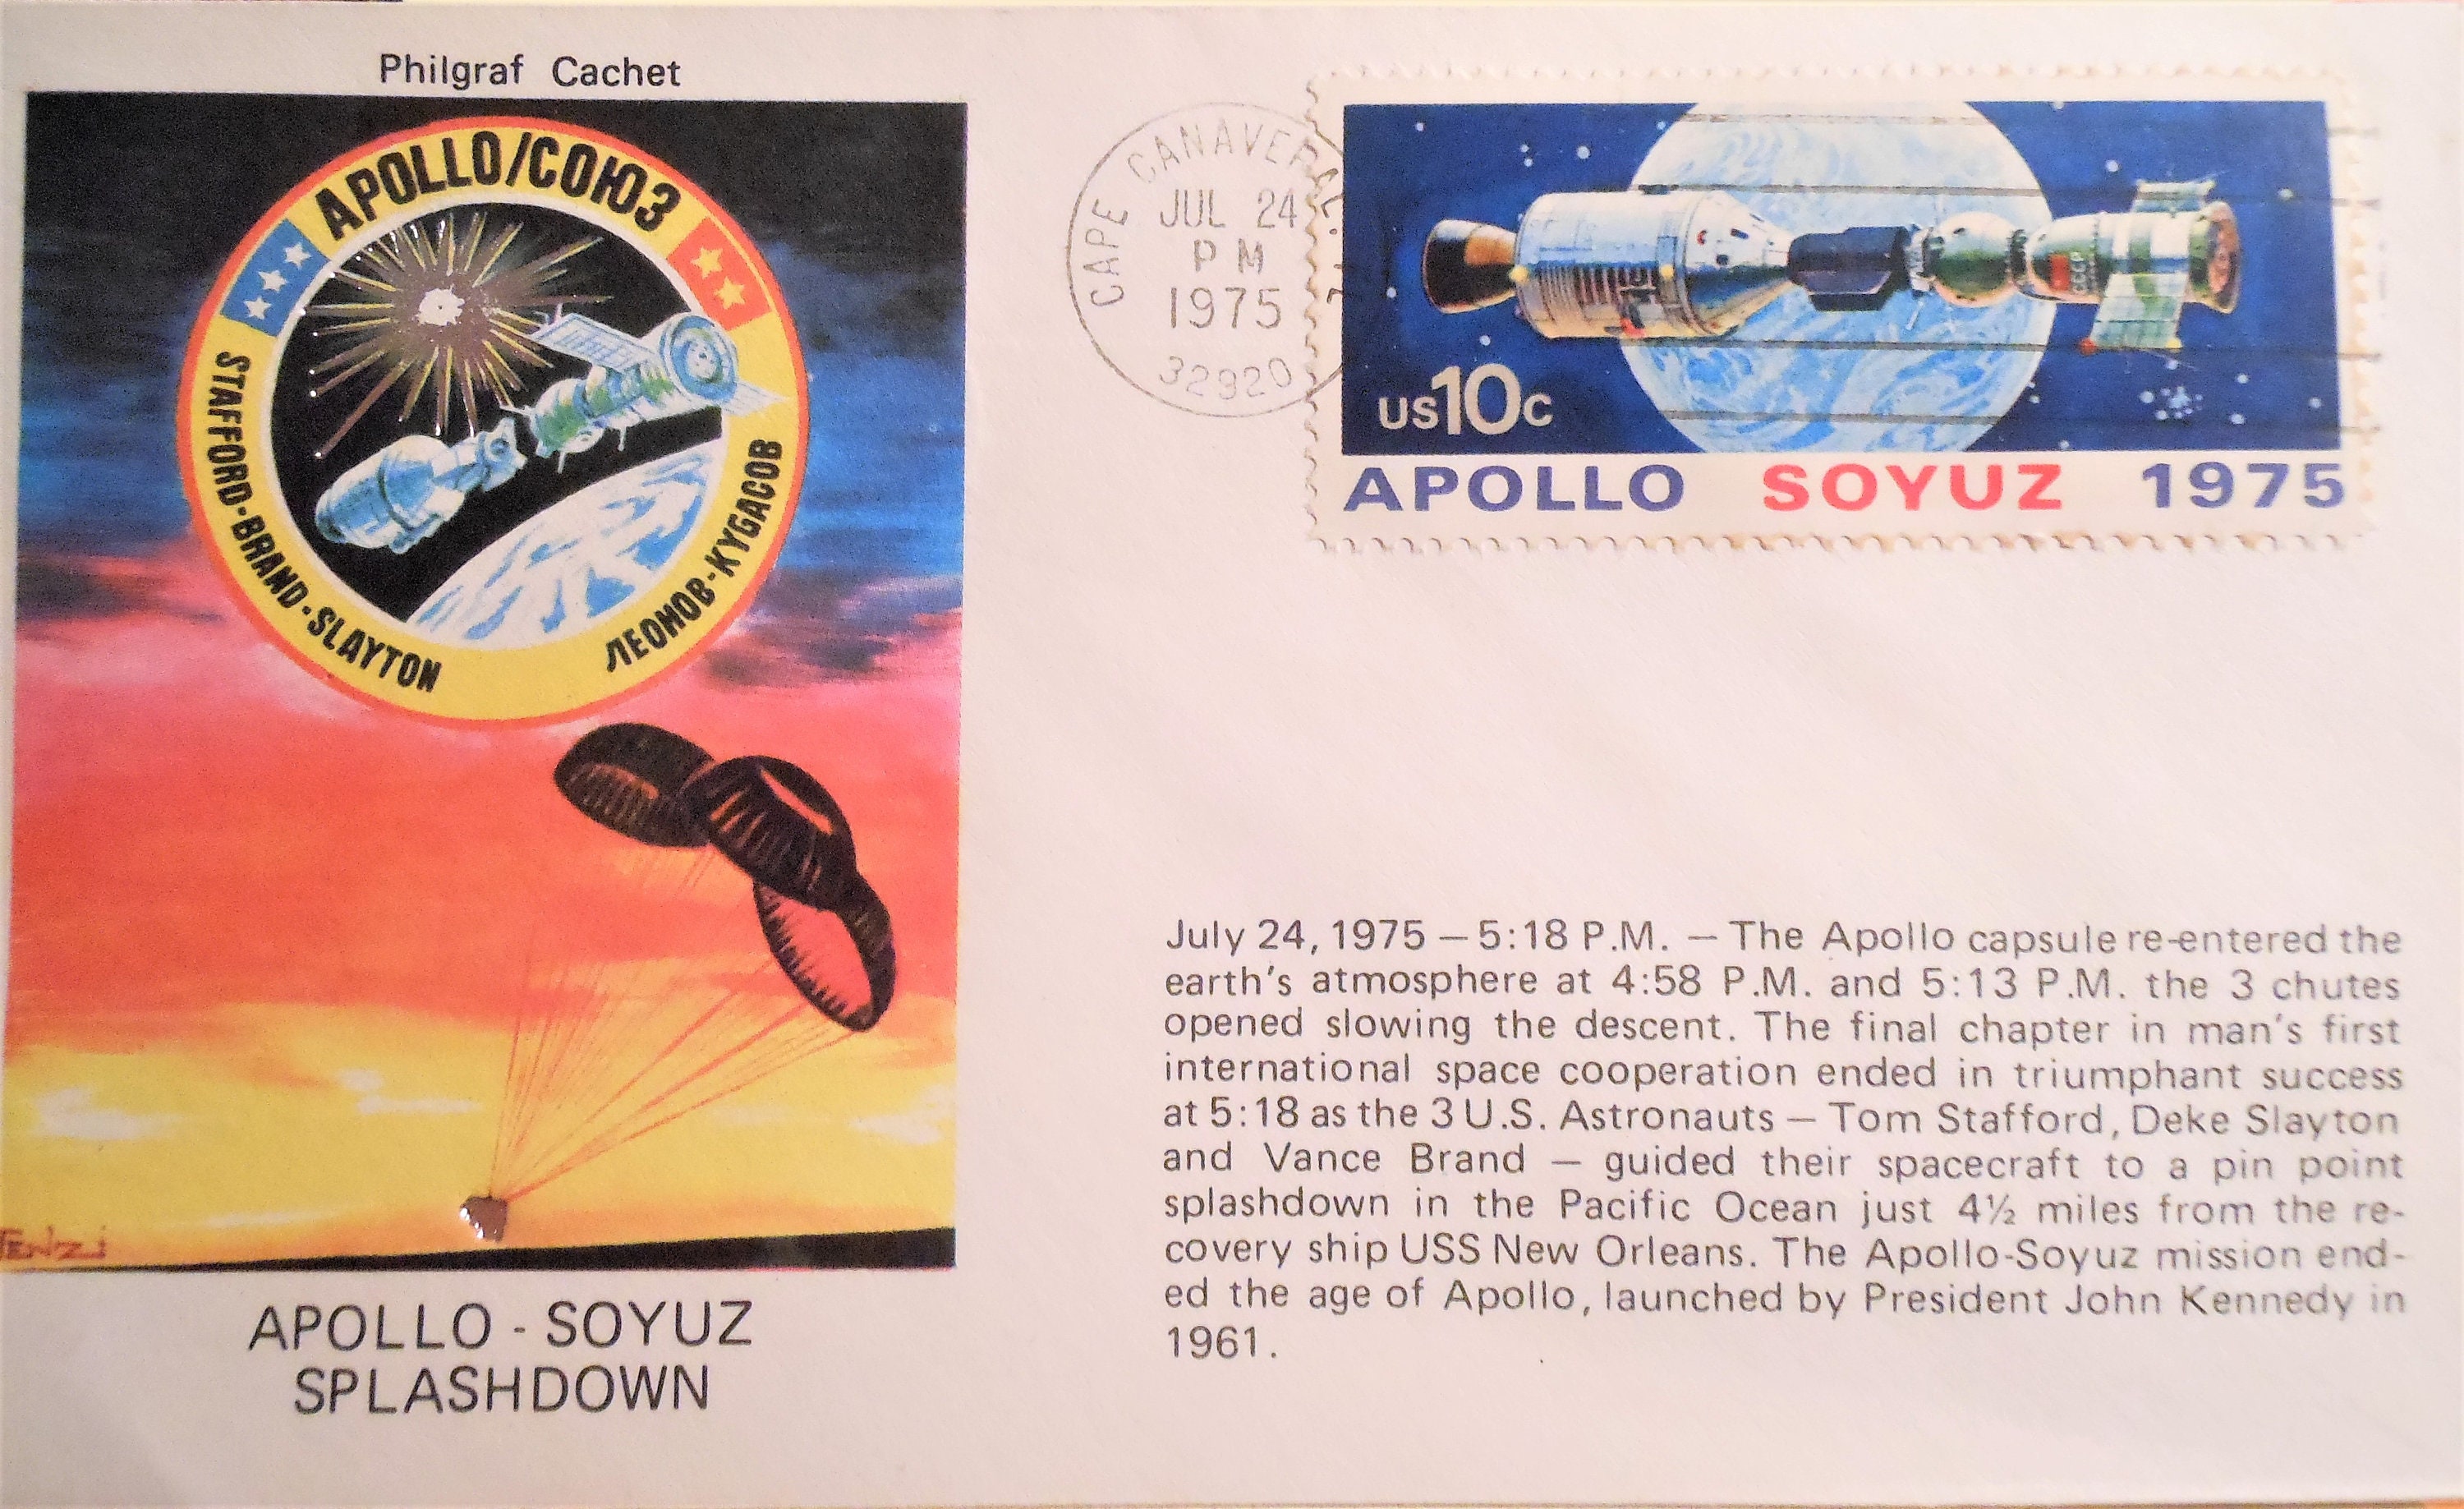 Philgraf Cachet
APOLLO/СОЮЗ
STAFFORD·BRAND·SLAYTON
ЛЕОНОВ-КУБАСОВ
APOLLO - SOYUZ
SPLASHDOWN
CAPE CANAVERAL
JUL 24
PM
1975
32920
CCCP
US10c
APOLLO SOYUZ 1975
July 24, 1975 — 5:18 P.M. — The Apollo capsule re-entered the
earth's atmosphere at 4:58 P.M. and 5:13 P.M. the 3 chutes
opened slowing the descent. The final chapter in man's first
international space cooperation ended in triumphant success
at 5:18 as the 3 U.S. Astronauts — Tom Stafford, Deke Slayton
and Vance Brand — guided their spacecraft to a pin point
splashdown in the Pacific Ocean just 4½ miles from the re-
covery ship USS New Orleans. The Apollo-Soyuz mission end-
ed the age of Apollo, launched by President John Kennedy in
1961.